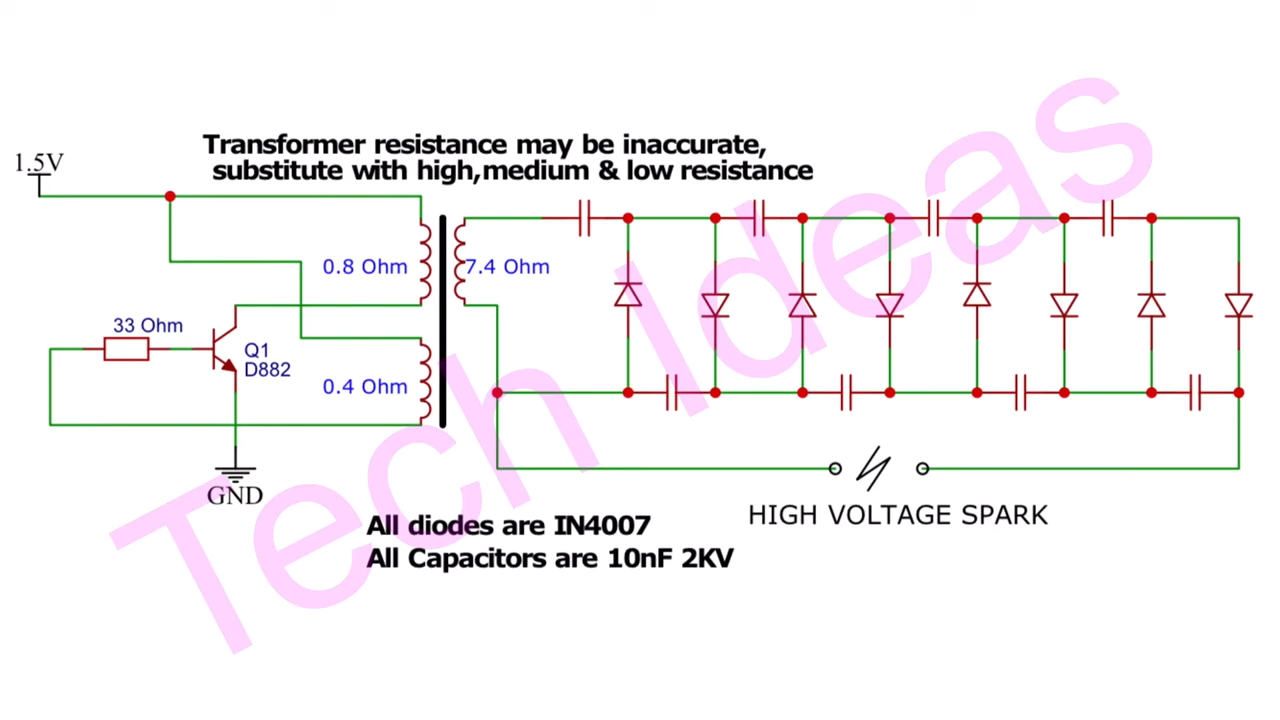 Transformer resistance may be inaccurate,
substitute with high,medium & low resistance
1.5V
0.8 Ohm
7.4 Ohm
33 Ohm
Q1
D882
0.4 Ohm
GND
HIGH VOLTAGE SPARK
All diodes are IN4007
All Capacitors are 10nF 2KV
Tech Ideas